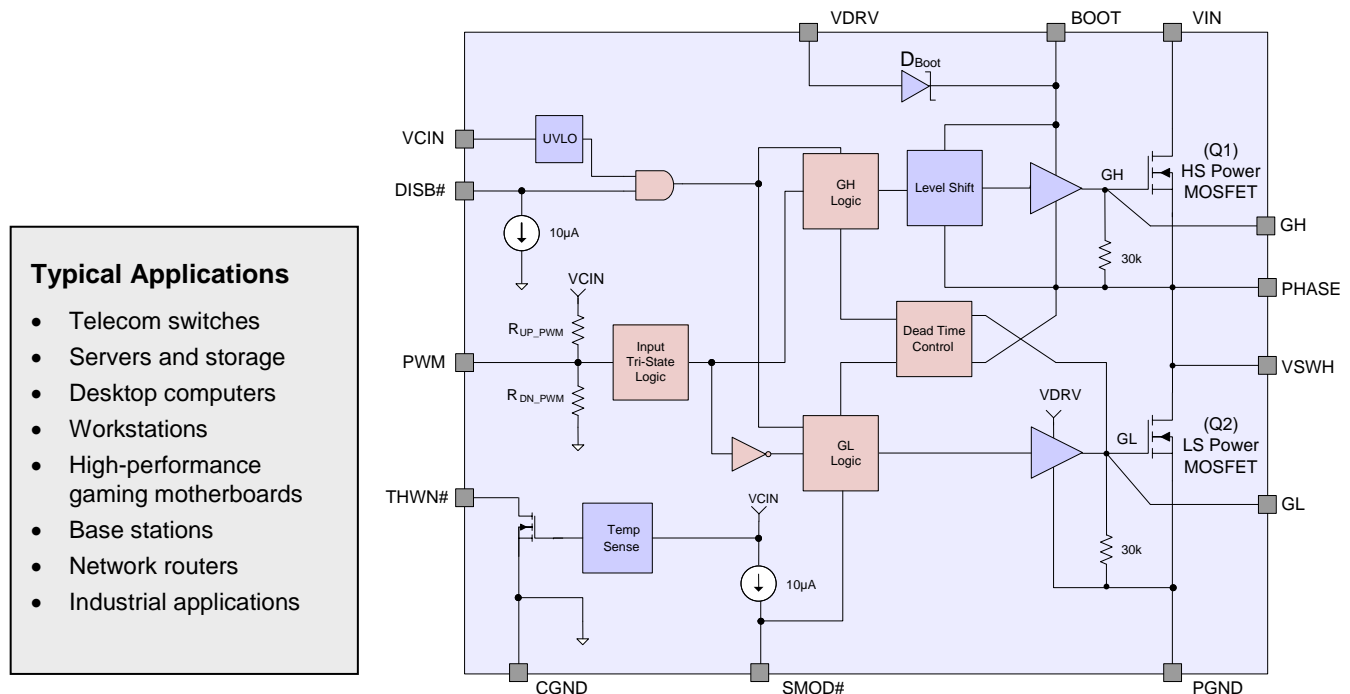 Typical Applications
• Telecom switches
• Servers and storage
• Desktop computers
• Workstations
• High-performance
gaming motherboards
• Base stations
• Network routers
• Industrial applications
VDRV
BOOT
VIN
DBoot
VCIN
UVLO
DISB#
10µA
GH
Logic
Level Shift
GH
(Q1)
HS Power
MOSFET
GH
30k
PHASE
VCIN
RUP_PWM
PWM
RDN_PWM
Input
Tri-State
Logic
Dead Time
Control
VSWH
VDRV
GL
Logic
GL
(Q2)
LS Power
MOSFET
GL
THWN#
Temp
Sense
VCIN
10µA
30k
CGND
SMOD#
PGND